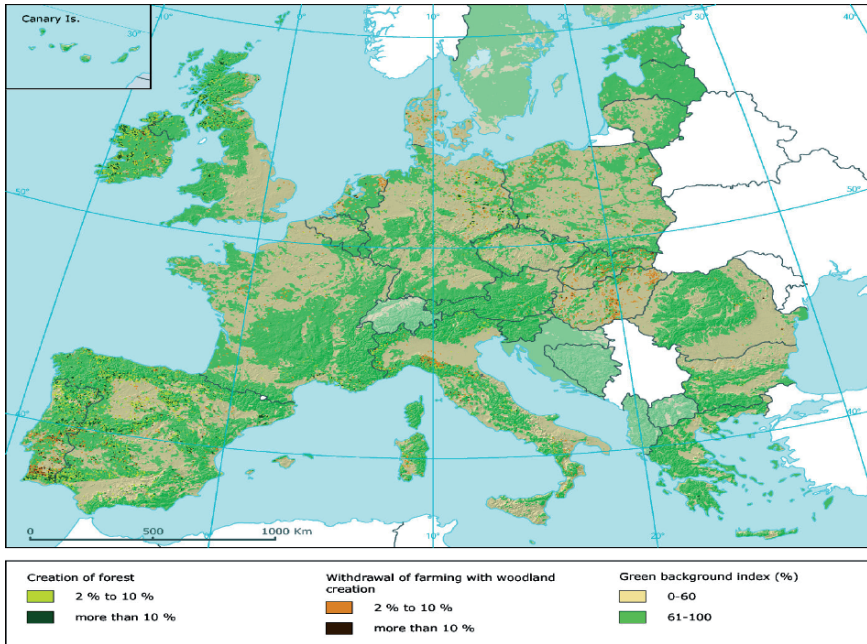 Canary Is.
30°
40°
0°
10°
20°
30°
40°
50°
60°
50°
40°
40°
0 500 1000 Km
0°
10°
20°
Creation of forest
2 % to 10 %
more than 10 %
Withdrawal of farming with woodland
creation
2 % to 10 %
more than 10 %
Green background index (%)
0-60
61-100